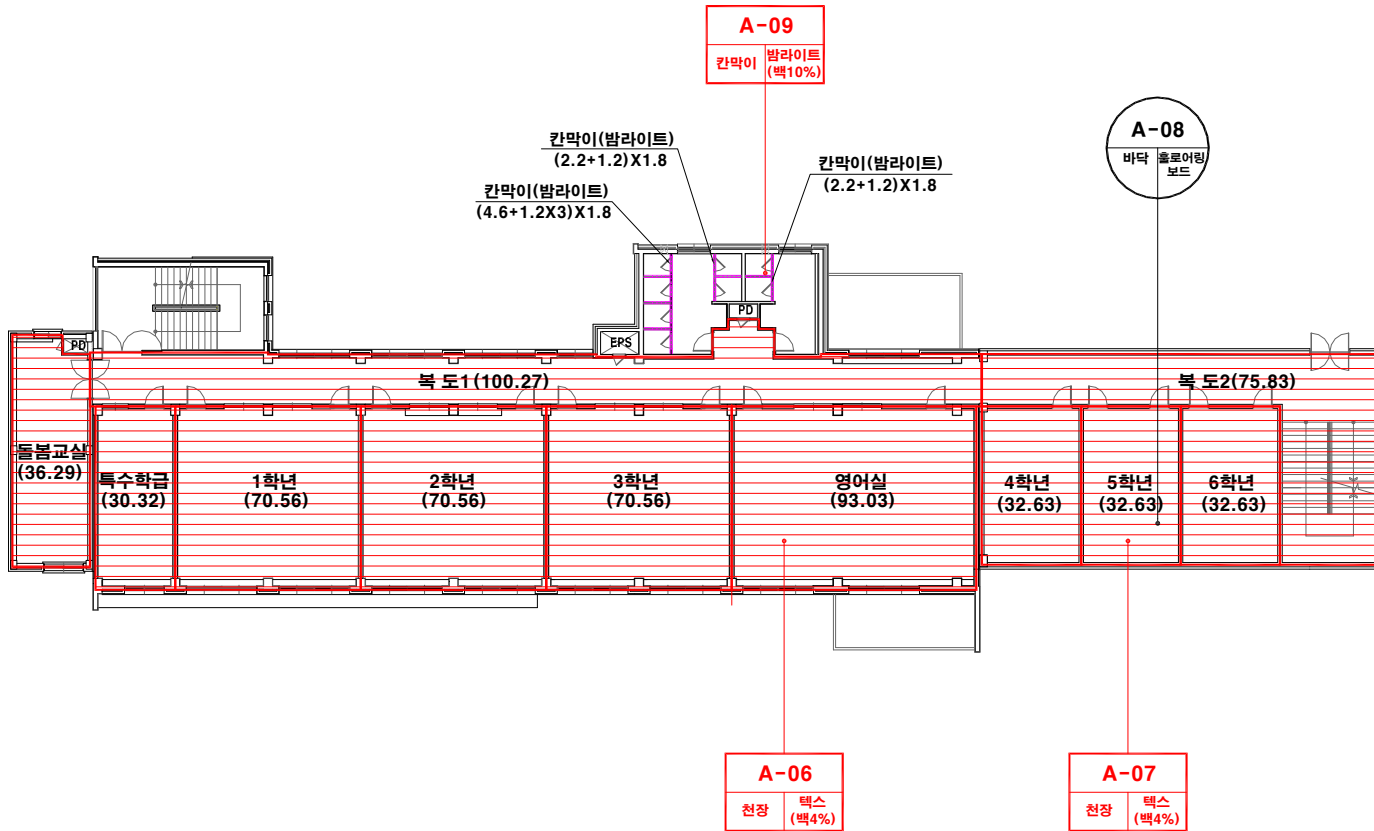 A-09
칸막이
밤라이트
(백10%)
A-08
바닥
훌로어링
보드
칸막이(밤라이트)
(2.2+1.2)X1.8
칸막이(밤라이트)
(2.2+1.2)X1.8
칸막이(밤라이트)
(4.6+1.2X3)X1.8
PD
PD
EPS
복 도1(100.27)
복 도2(75.83)
돌봄교실
(36.29)
특수학급
(30.32)
1학년
(70.56)
2학년
(70.56)
3학년
(70.56)
영어실
(93.03)
4학년
(32.63)
5학년
(32.63)
6학년
(32.63)
A-06
천장
텍스
(백4%)
A-07
천장
텍스
(백4%)